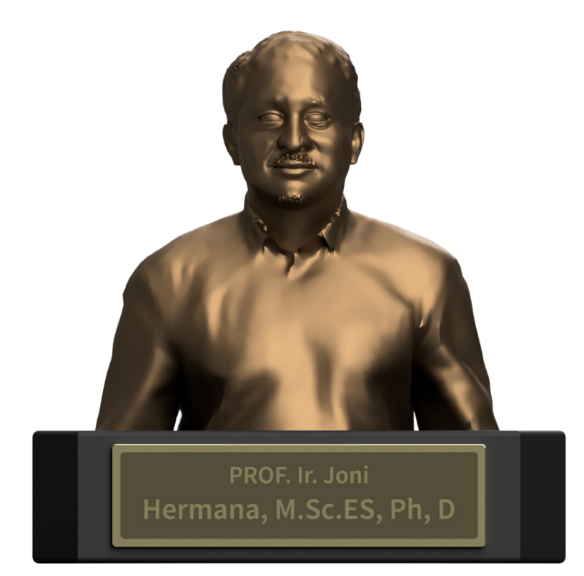 PROF. Ir. Joni
Hermana, M.Sc.ES, Ph, D